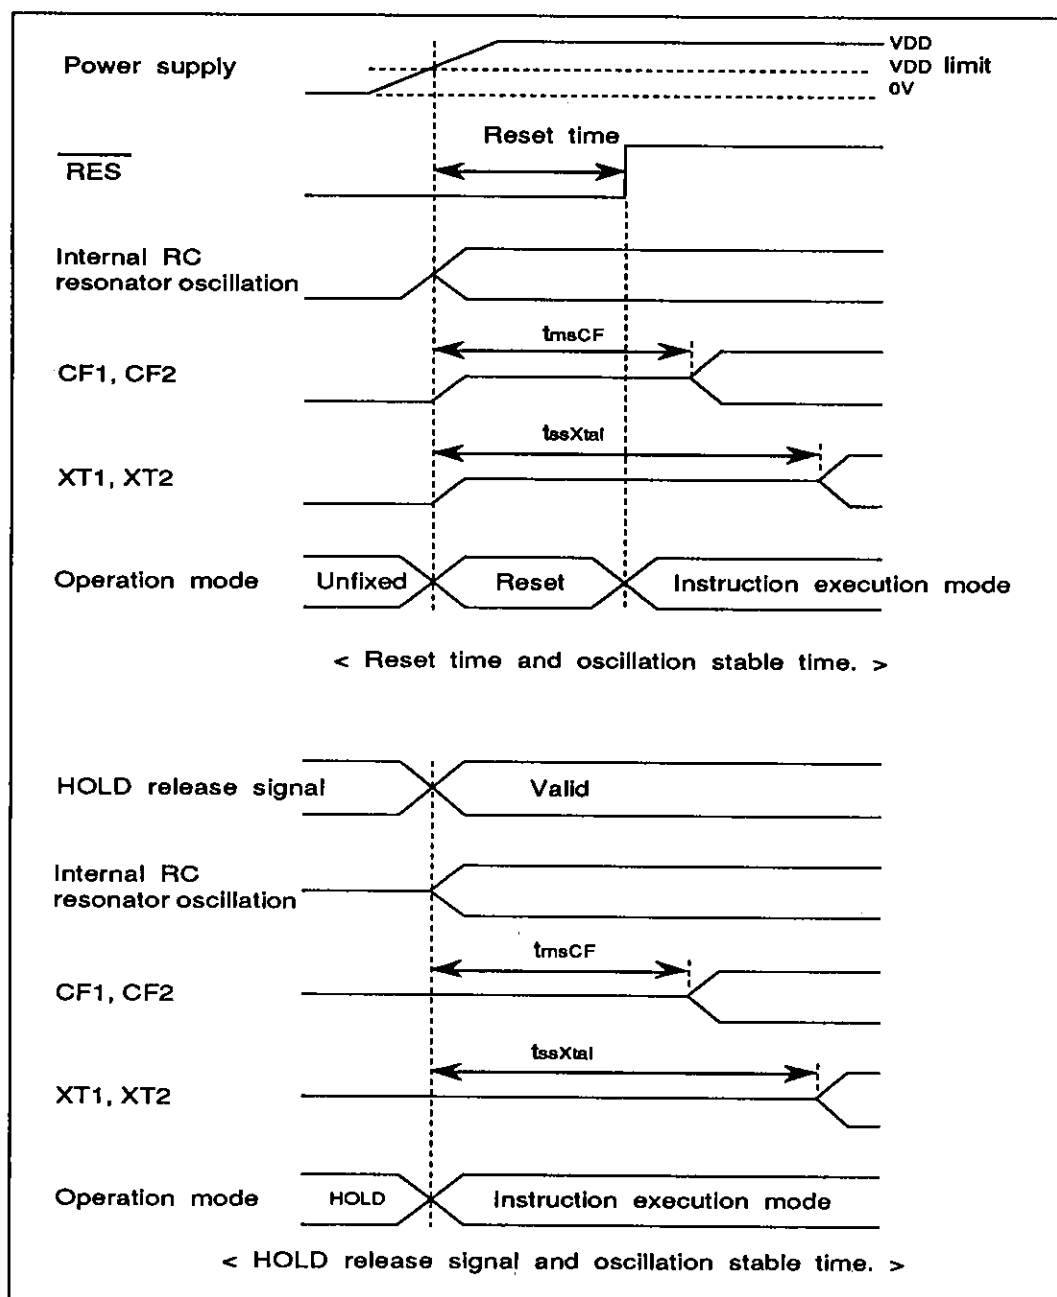 Power supply
VDD
VDD limit
0V
Reset time
RES
Internal RC
resonator oscillation
tmsCF
CF1, CF2
tssXtal
XT1, XT2
Operation mode Unfixed Reset Instruction execution mode
< Reset time and oscillation stable time. >
HOLD release signal Valid
Internal RC
resonator oscillation
tmsCF
CF1, CF2
tssXtal
XT1, XT2
Operation mode HOLD Instruction execution mode
< HOLD release signal and oscillation stable time. >